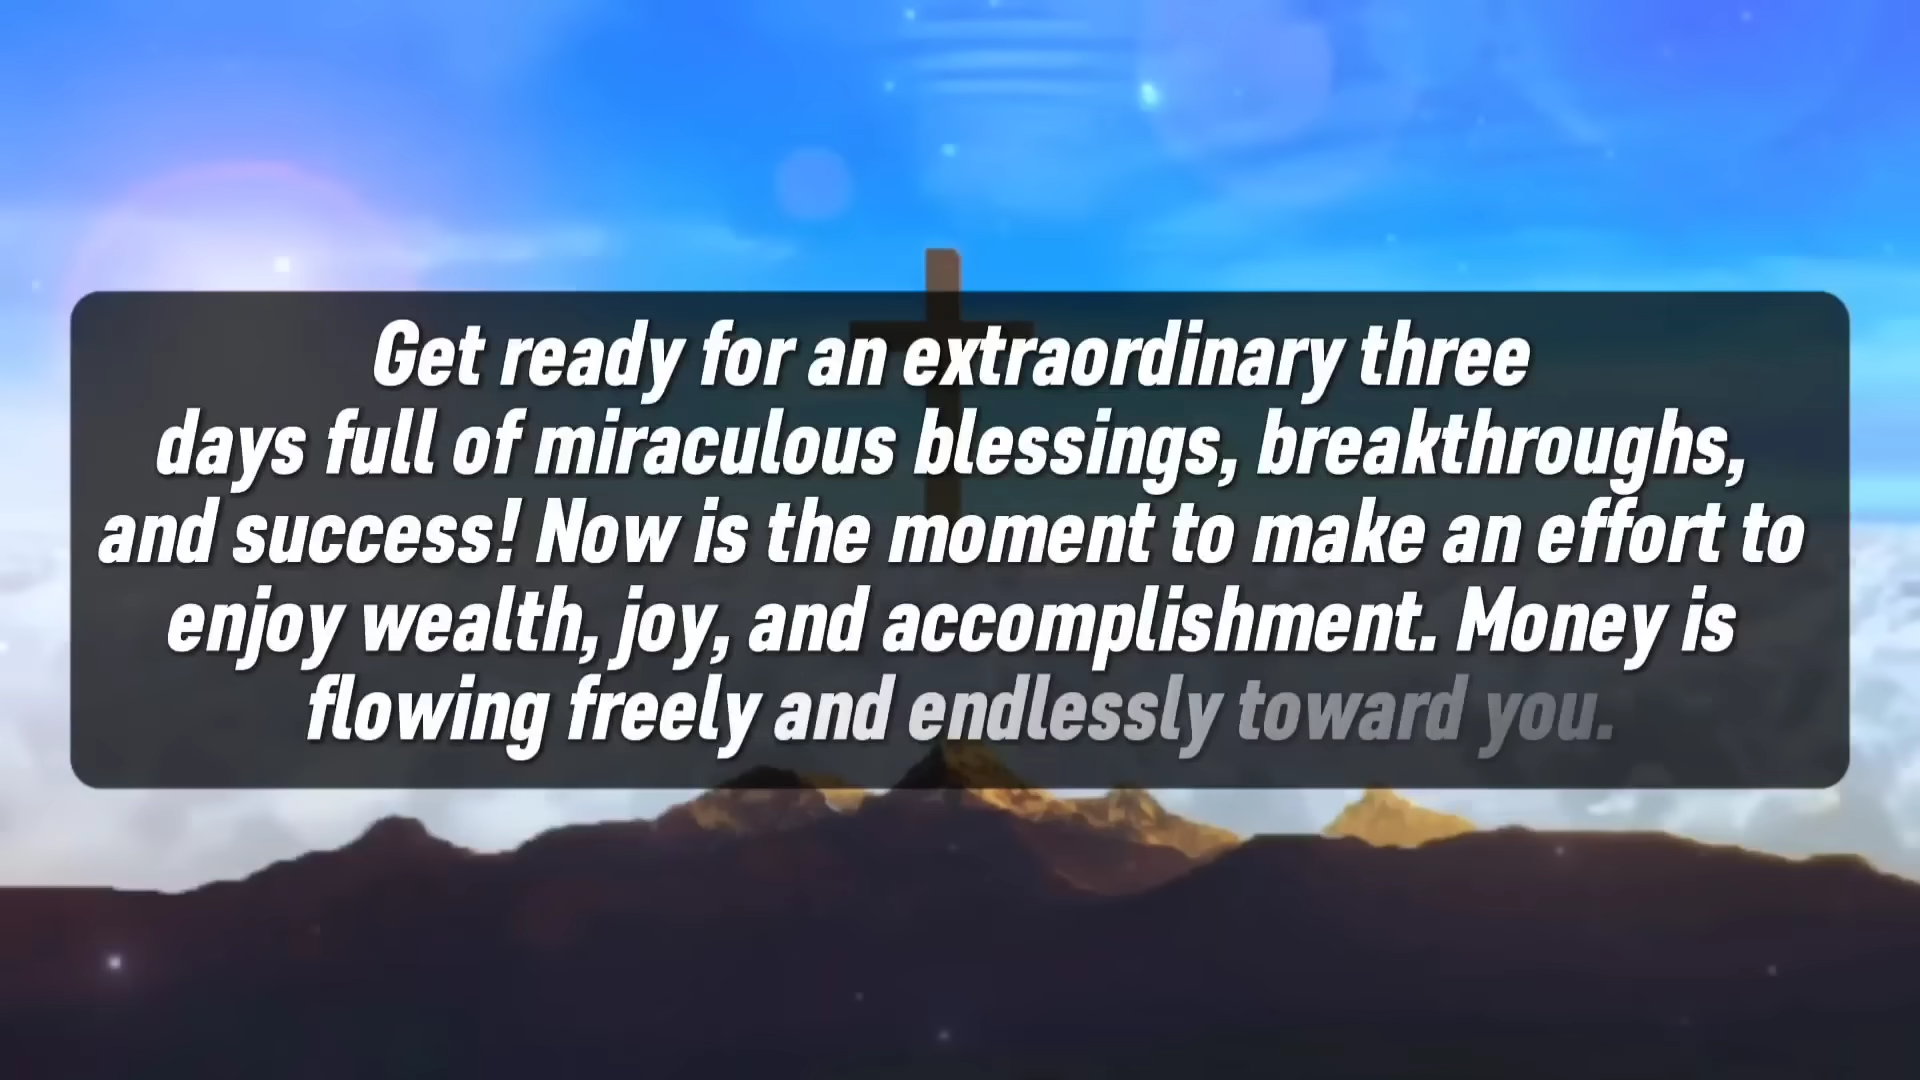 Get ready for an extraordinary three
days full of miraculous blessings, breakthroughs,
and success! Now is the moment to make an effort to
enjoy wealth, joy, and accomplishment. Money is
flowing freely and endlessly toward you.